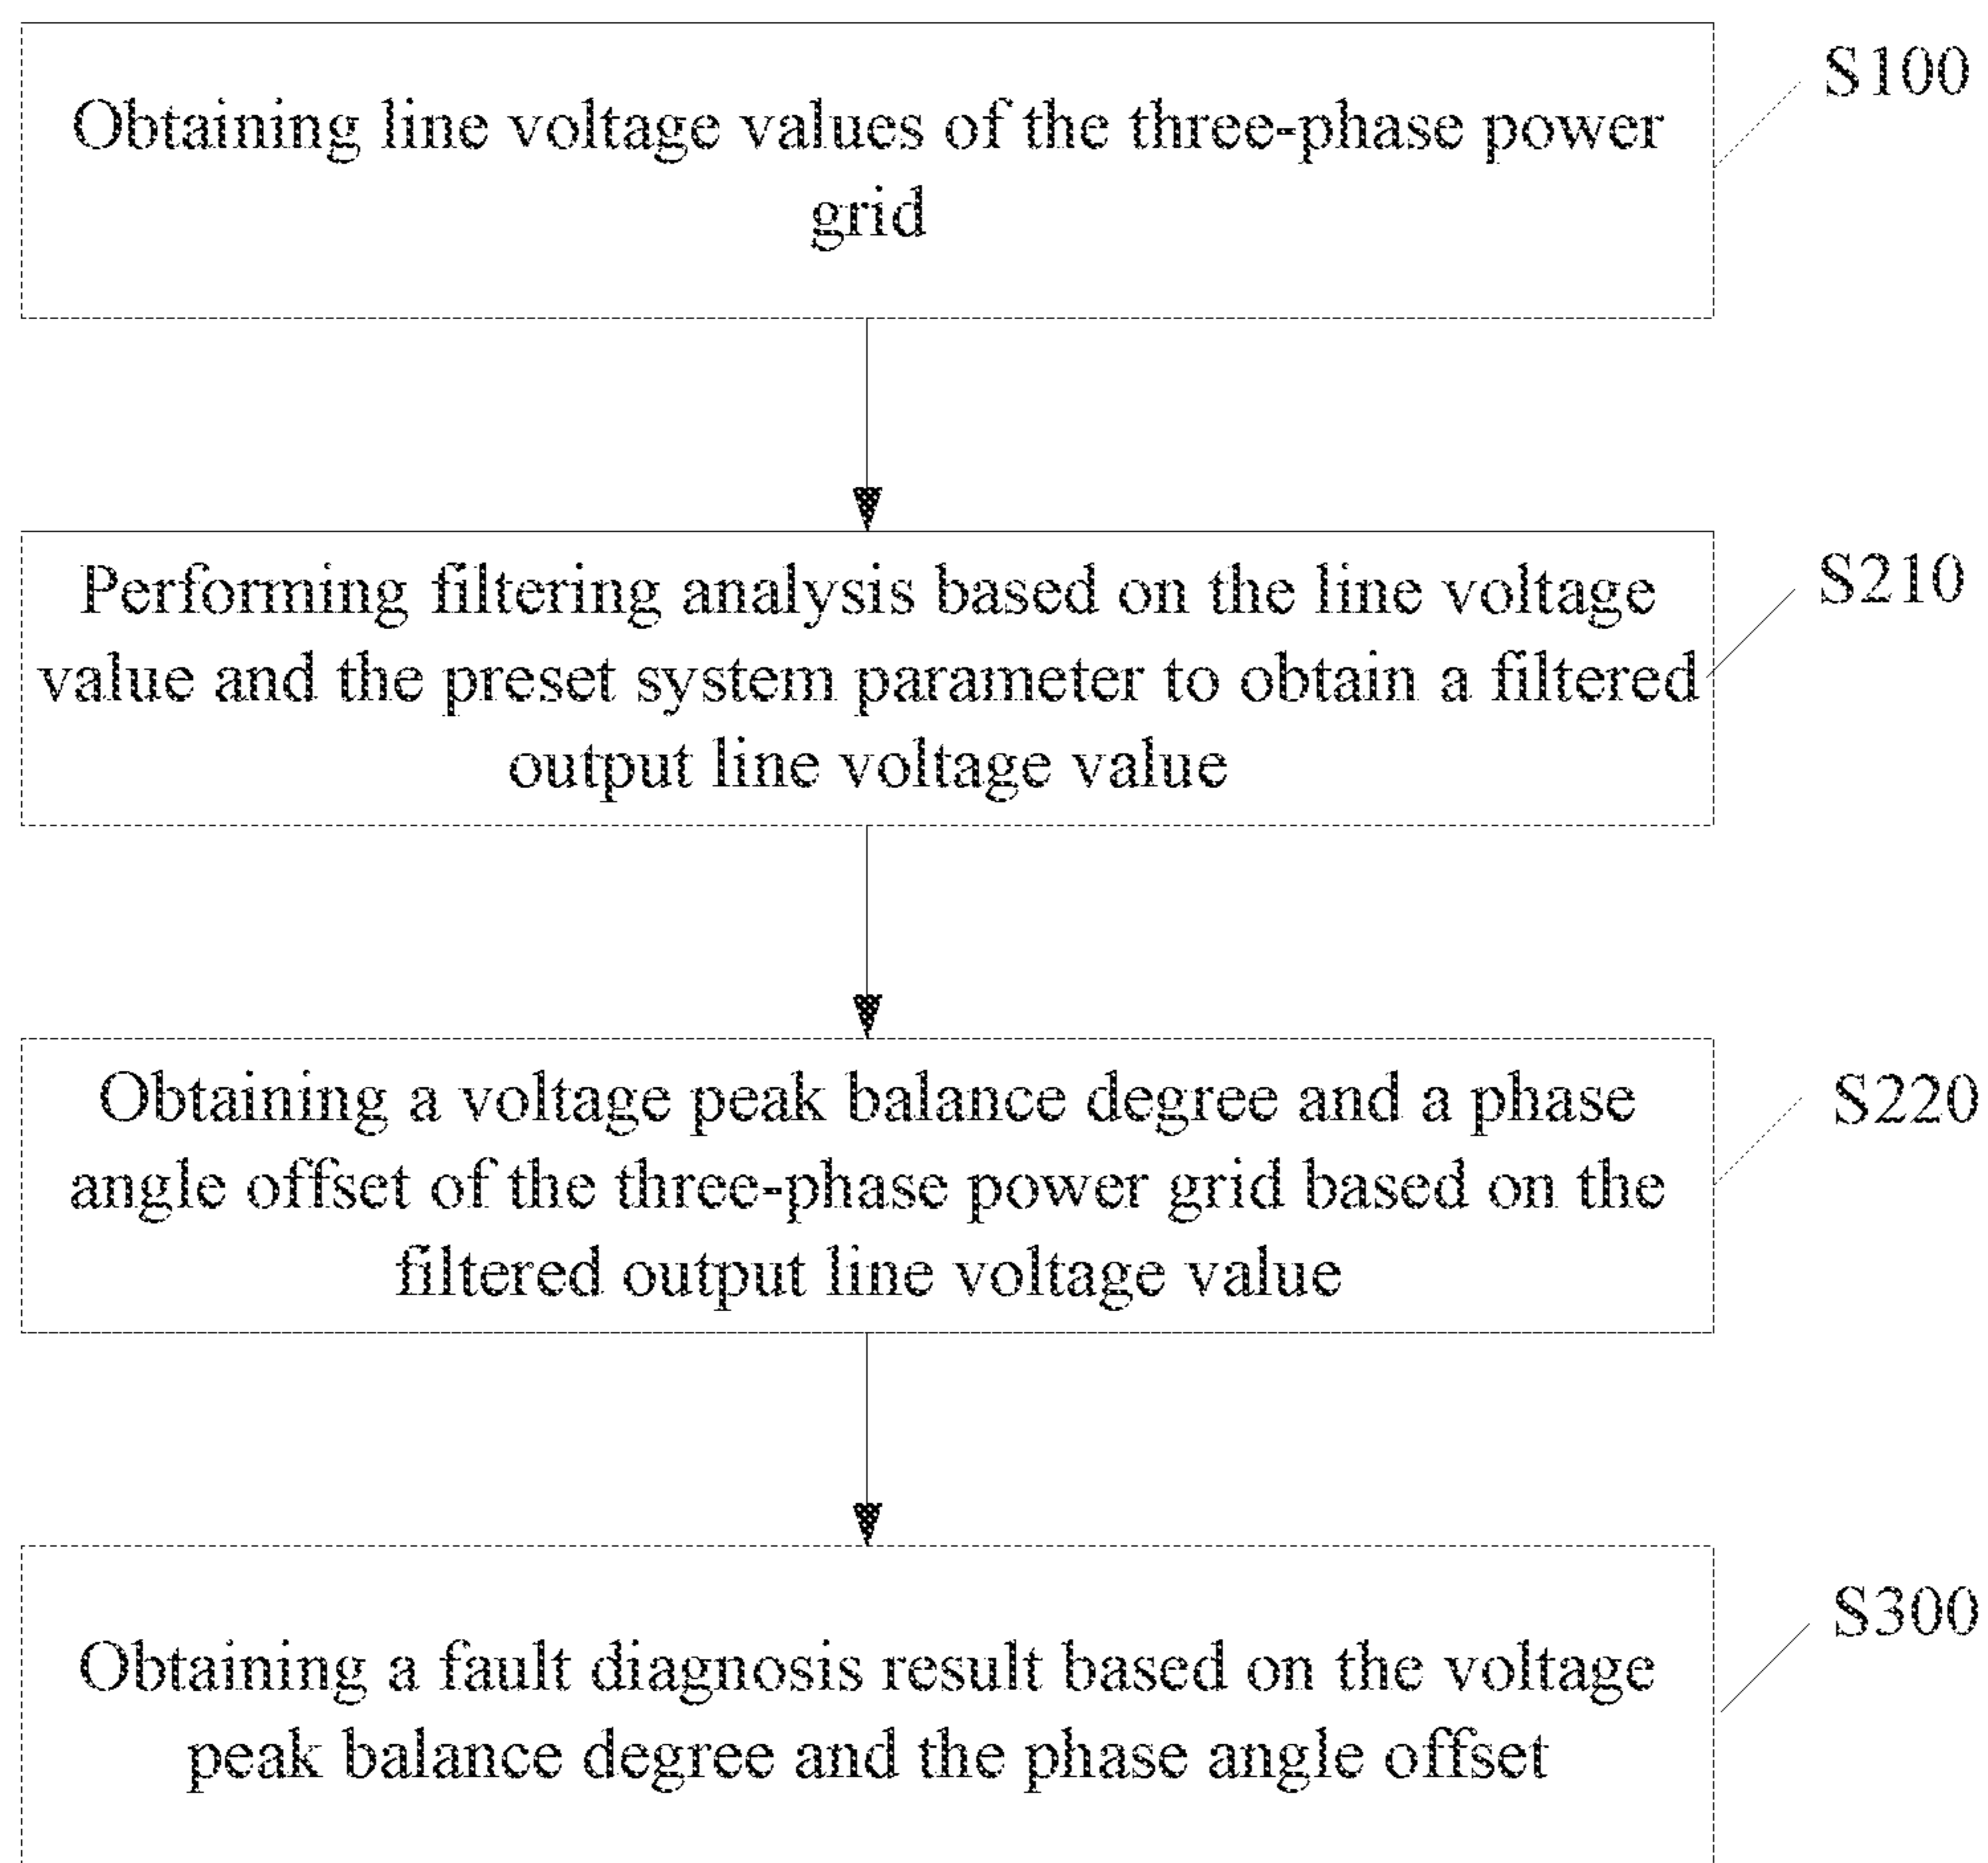 Obtaining line voltage values of the three-phase power
grid
S100
Performing filtering analysis based on the line voltage
value and the preset system parameter to obtain a filtered
output line voltage value
S210
Obtaining a voltage peak balance degree and a phase
angle offset of the three-phase power grid based on the
filtered output line voltage value
S220
Obtaining a fault diagnosis result based on the voltage
peak balance degree and the phase angle offset
S300